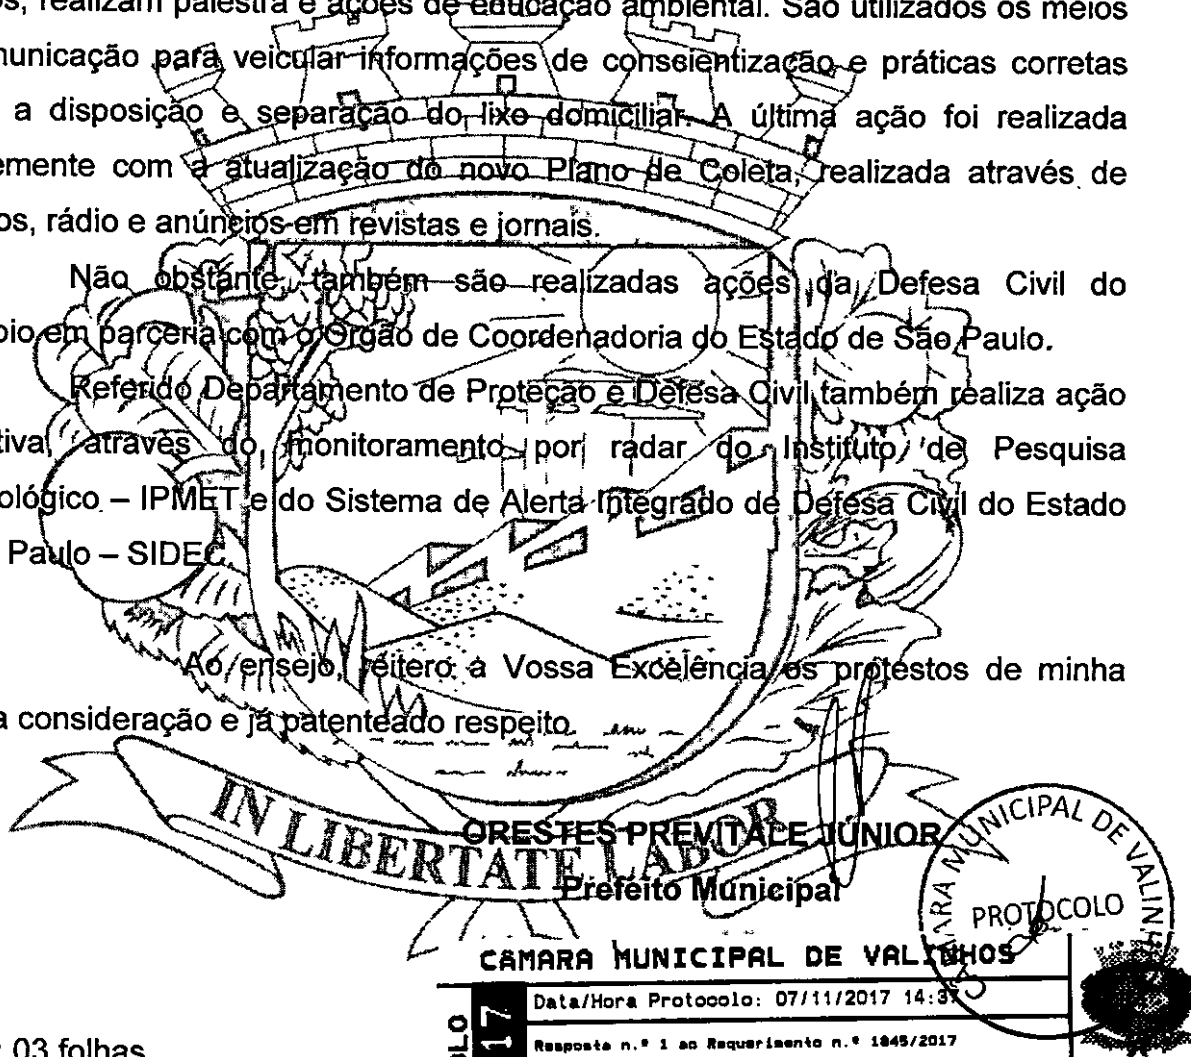 os, realizam palestra e ações de educação ambiental. São utilizados os meios
municação para veicular informações de conscientização e práticas corretas
a disposição e separação do lixo domiciliar. A última ação foi realizada
emente com a atualização do novo Plano de Coleta, realizada através de
os, rádio e anúncios em revistas e jornais.
Não obstante, também são realizadas ações da Defesa Civil do
pio em parceria com o Órgão de Coordenadoria do Estado de São Paulo.
Referido Departamento de Proteção e Defesa Civil também realiza ação
tiva, através do monitoramento por radar do Instituto de Pesquisa
ológico – IPMET e do Sistema de Alerta Integrado de Defesa Civil do Estado
Paulo – SIDEC.
Ao ensejo, reitero a Vossa Excelência os protestos de minha
a consideração e já patenteado respeito.
IN LIBERTATE LABOR
ORESTES PREVITALE JÚNIOR
Prefeito Municipal
MARA MUNICIPAL DE VALINH
PROTOCOLO
CÂMARA MUNICIPAL DE VALINHOS
Data/Hora Protocolo: 07/11/2017 14:37
Resposta n.º 1 ao Requerimento n.º 1845/2017
LO
17
03 folhas